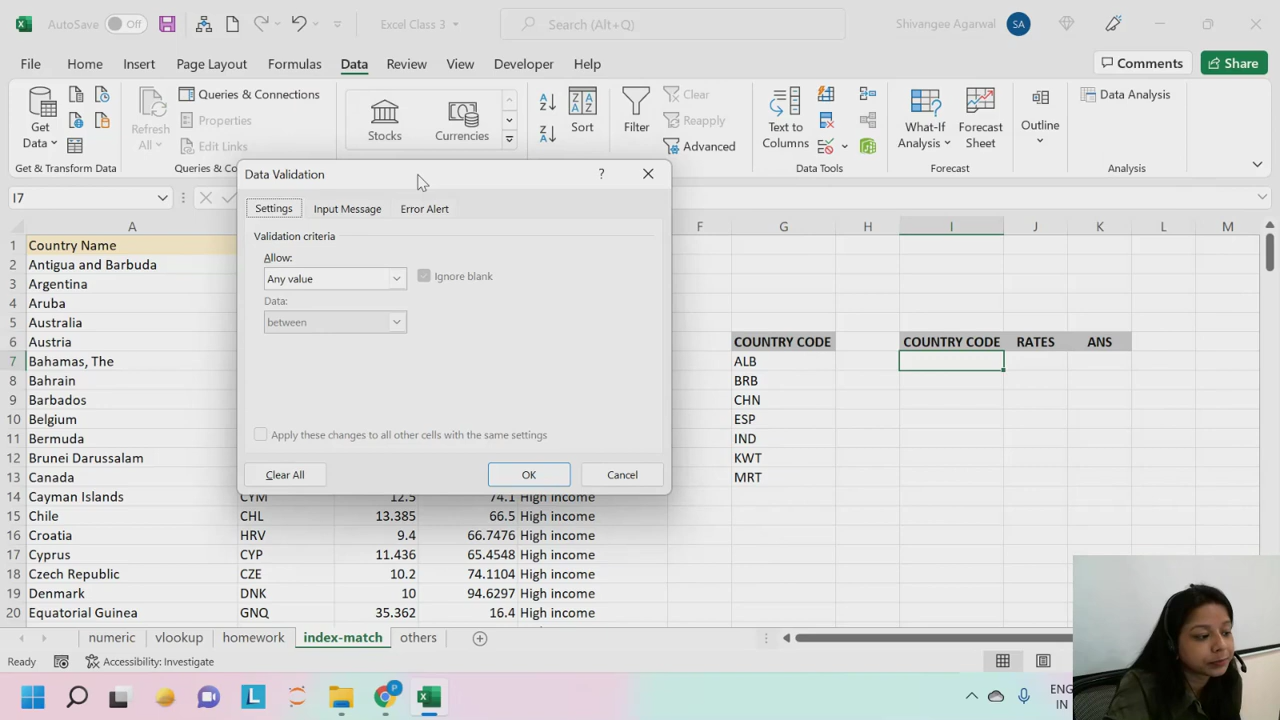 AutoSave Off Excel Class 3 Search (Alt+Q) Shivangee Agarwal SA
File Home Insert Page Layout Formulas Data Review View Developer Help Comments Share
Get Data Refresh All Queries & Connections Properties Edit Links Stocks Currencies Sort Filter Clear Reapply Advanced Text to Columns What-If Analysis Forecast Sheet Outline Data Analysis
Get & Transform Data Queries & Co Data Tools Forecast Analysis
I7
Data Validation ?
Settings Input Message Error Alert
Validation criteria
Allow:
Any value Ignore blank
Data:
between
Apply these changes to all other cells with the same settings
Clear All OK Cancel
A F G H I J K L M
1 Country Name
2 Antigua and Barbuda
3 Argentina
4 Aruba
5 Australia
6 Austria COUNTRY CODE COUNTRY CODE RATES ANS
7 Bahamas, The ALB
8 Bahrain BRB
9 Barbados CHN
10 Belgium ESP
11 Bermuda IND
12 Brunei Darussalam KWT
13 Canada MRT
14 Cayman Islands CYM 12.5 74.1 High income
15 Chile CHL 13.385 66.5 High income
16 Croatia HRV 9.4 66.7476 High income
17 Cyprus CYP 11.436 65.4548 High income
18 Czech Republic CZE 10.2 74.1104 High income
19 Denmark DNK 10 94.6297 High income
20 Equatorial Guinea GNQ 35.362 16.4 High income
numeric vlookup homework index-match others
Ready Accessibility: Investigate
L P ENG
IN